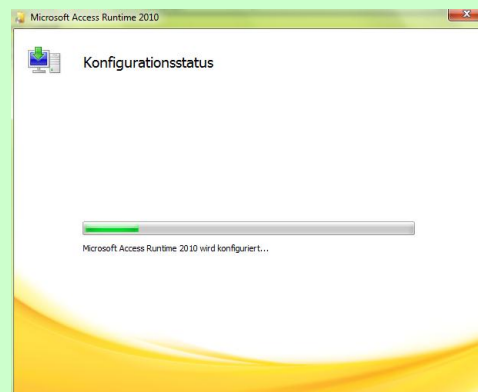 Microsoft Access Runtime 2010
Konfigurationsstatus
Microsoft Access Runtime 2010 wird konfiguriert...